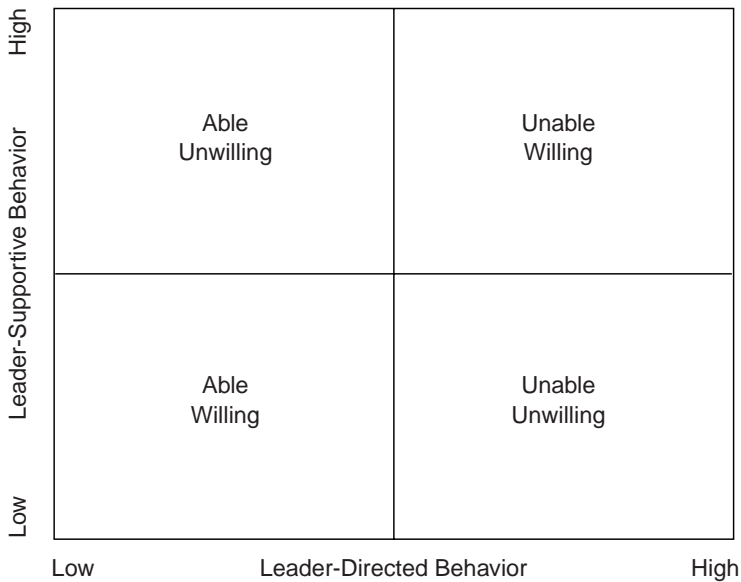 High
Leader-Supportive Behavior
Low
Able
Unwilling
Unable
Willing
Able
Willing
Unable
Unwilling
Low
Leader-Directed Behavior
High